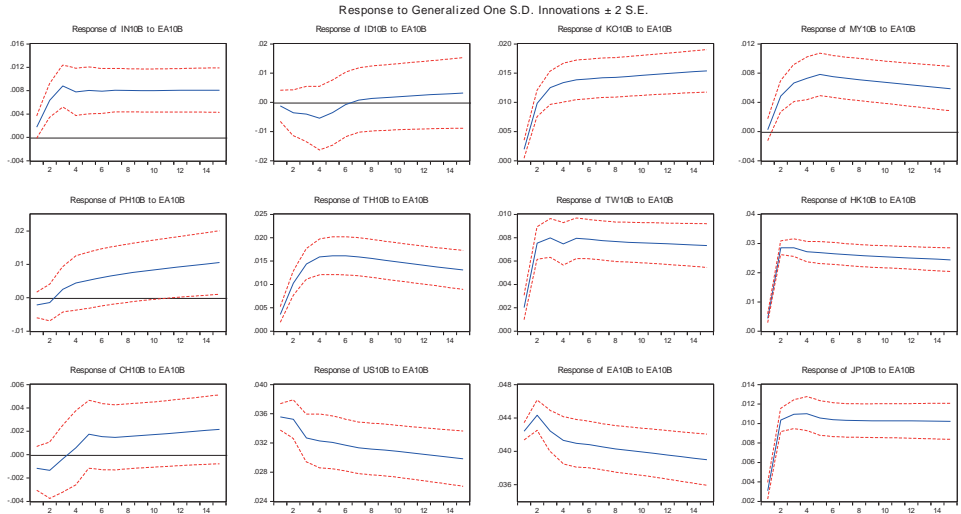 Response to Generalized One S.D. Innovations ± 2 S.E.
Response of IN10B to EA10B
.016
.012
.008
.004
.000
-.004
2 4 6 8 10 12 14
Response of ID10B to EA10B
.02
.01
.00
-.01
-.02
2 4 6 8 10 12 14
Response of KO10B to EA10B
.020
.015
.010
.005
.000
2 4 6 8 10 12 14
Response of MY10B to EA10B
.012
.008
.004
.000
-.004
2 4 6 8 10 12 14
Response of PH10B to EA10B
.02
.01
.00
-.01
2 4 6 8 10 12 14
Response of TH10B to EA10B
.025
.020
.015
.010
.005
.000
2 4 6 8 10 12 14
Response of TW10B to EA10B
.010
.008
.006
.004
.002
.000
2 4 6 8 10 12 14
Response of HK10B to EA10B
.04
.03
.02
.01
.00
2 4 6 8 10 12 14
Response of CH10B to EA10B
.006
.004
.002
.000
-.002
-.004
2 4 6 8 10 12 14
Response of US10B to EA10B
.040
.036
.032
.028
.024
2 4 6 8 10 12 14
Response of EA10B to EA10B
.048
.044
.040
.036
2 4 6 8 10 12 14
Response of JP10B to EA10B
.014
.012
.010
.008
.006
.004
.002
2 4 6 8 10 12 14